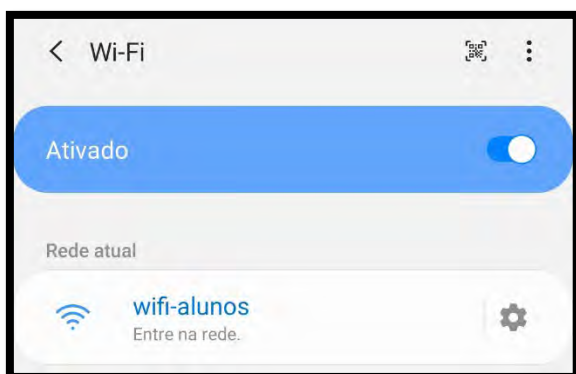 Wi-Fi
Ativado
Rede atual
wifi-alunos
Entre na rede.